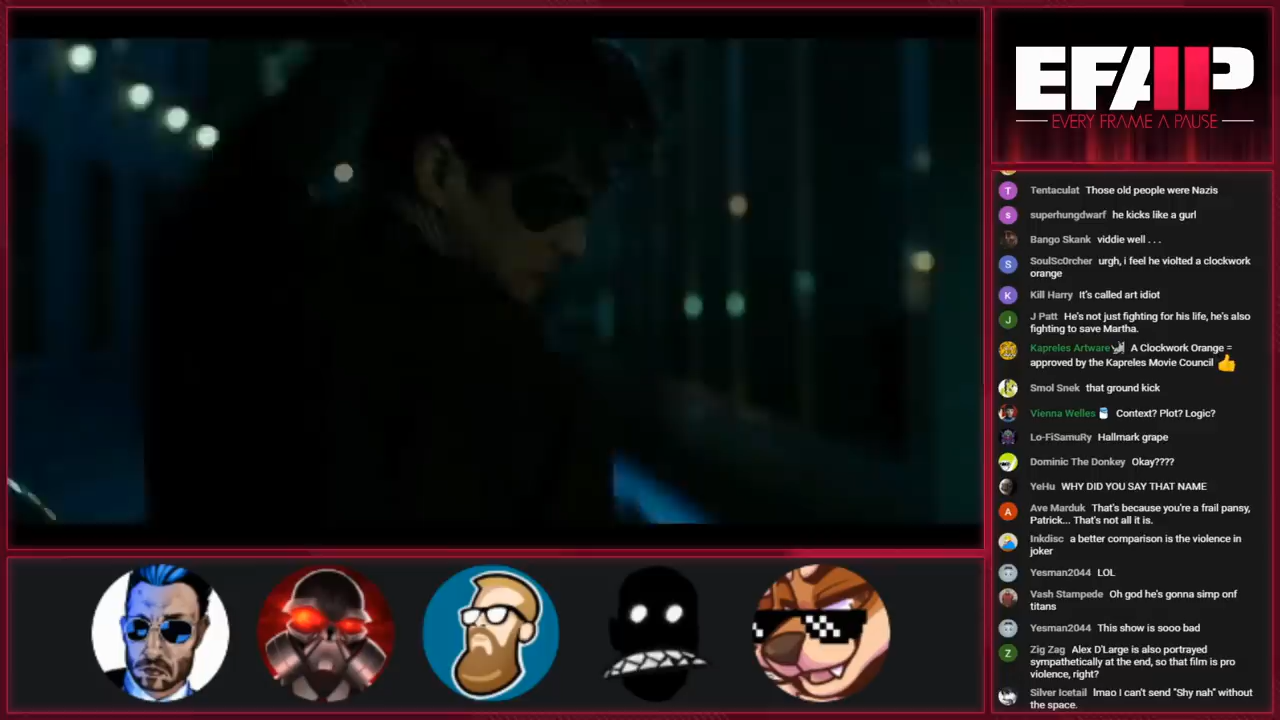 EFAP
EVERY FRAME A PAUSE
T
Tentaculat Those old people were Nazis
s
superhungdwarf he kicks like a gurl
Bango Skank viddie well . . .
S
SoulSc0rcher urgh, i feel he violted a clockwork
orange
K
Kill Harry It's called art idiot
J
J Patt He's not just fighting for his life, he's also
fighting to save Martha.
Kapreles Artware A Clockwork Orange =
approved by the Kapreles Movie Council 👍
Smol Snek that ground kick
Vienna Welles Context? Plot? Logic?
Lo-FiSamuRy Hallmark grape
Dominic The Donkey Okay????
YeHu WHY DID YOU SAY THAT NAME
A
Ave Marduk That's because you're a frail pansy,
Patrick... That's not all it is.
Inkdisc a better comparison is the violence in
joker
Yesman2044 LOL
Vash Stampede Oh god he's gonna simp onf
titans
Yesman2044 This show is sooo bad
Z
Zig Zag Alex D'Large is also portrayed
sympathetically at the end, so that film is pro
violence, right?
Silver Icetail lmao I can't send "Shy nah" without
the space.